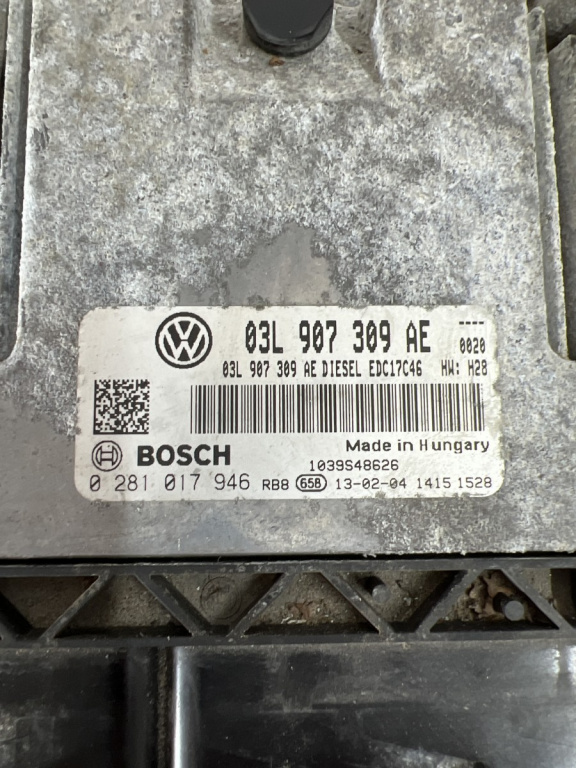 03L 907 309 AE ----
0020
03L 907 309 AE DIESEL EDC17C46 HW: H28
BOSCH Made in Hungary
1039S48626
0 281 017 946 RB8 658 13-02-04 1415 1528